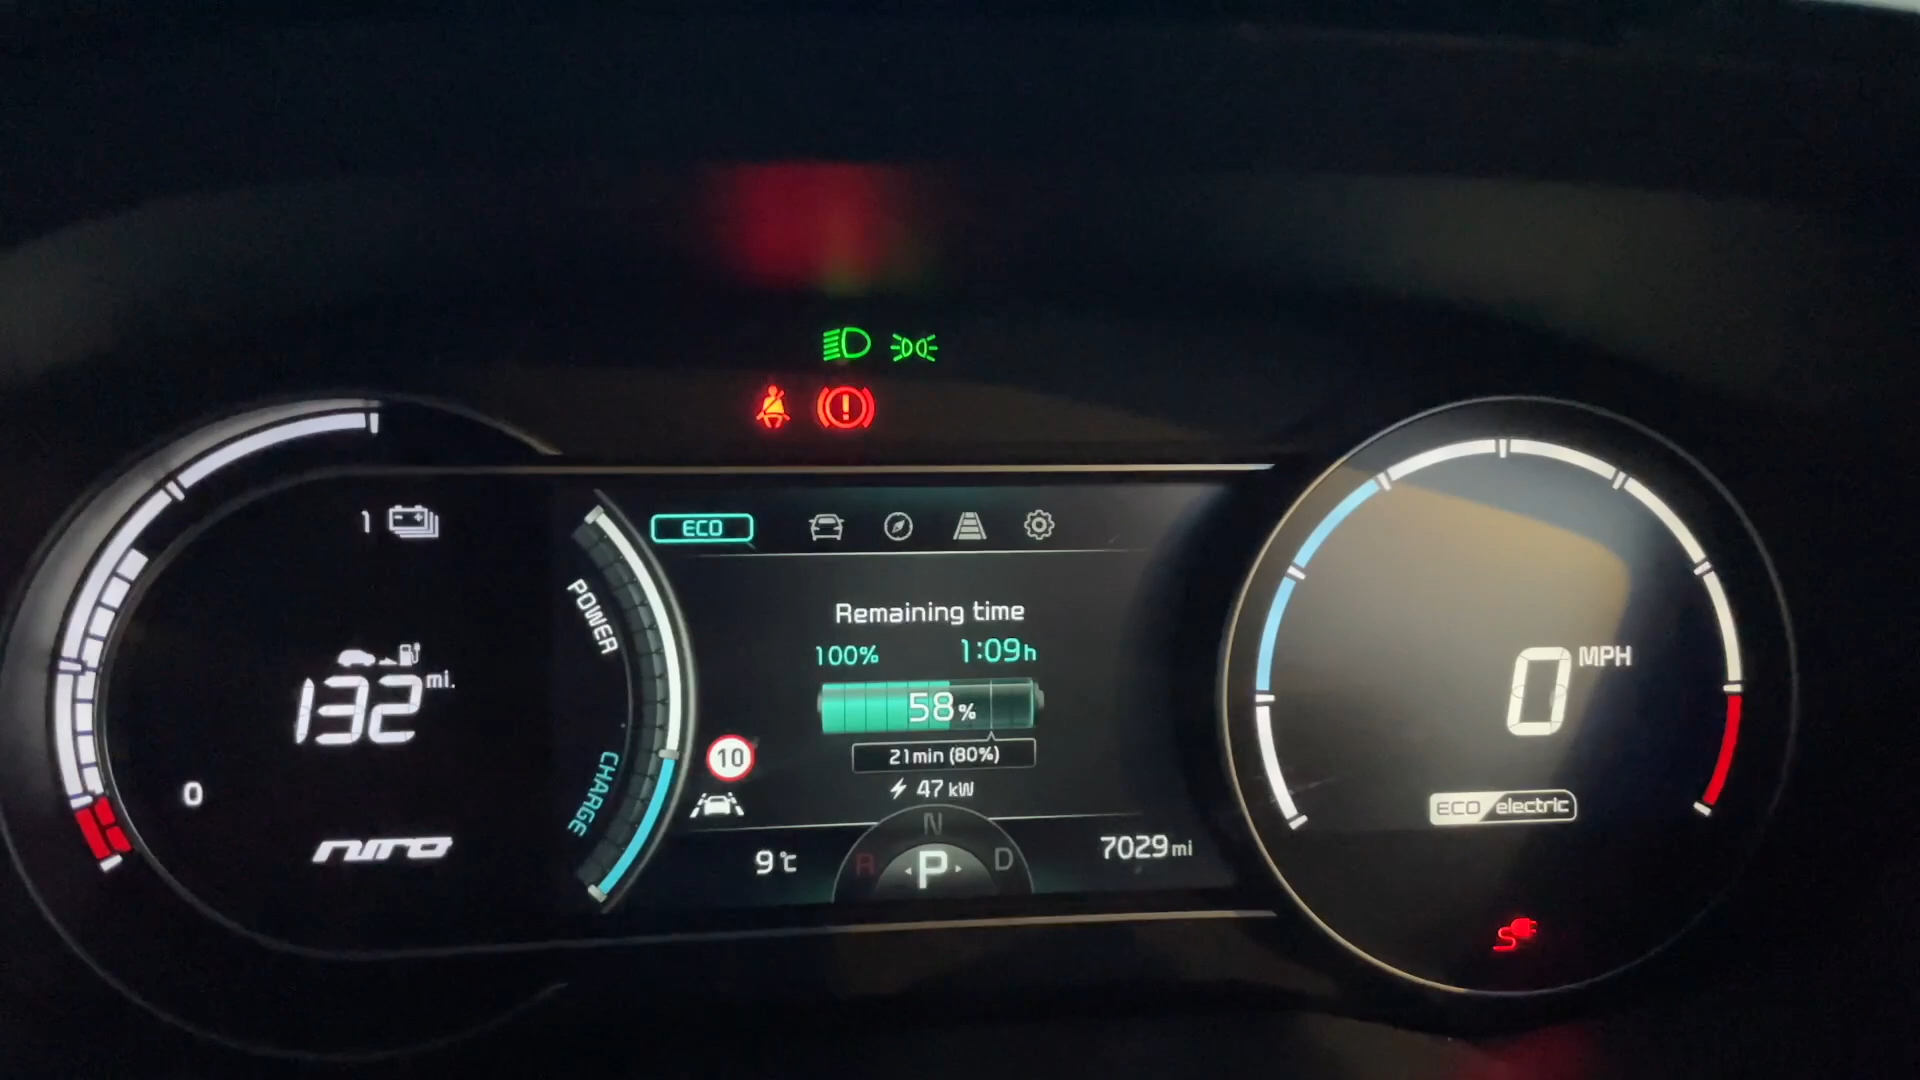 1
ECO
POWER
Remaining time
100% 1:09h
58%
132 mi.
0 MPH
10
21min (80%)
CHARGE
47 kW
0
ECO electric
NIRO
N
9°C
R P D
7029 mi